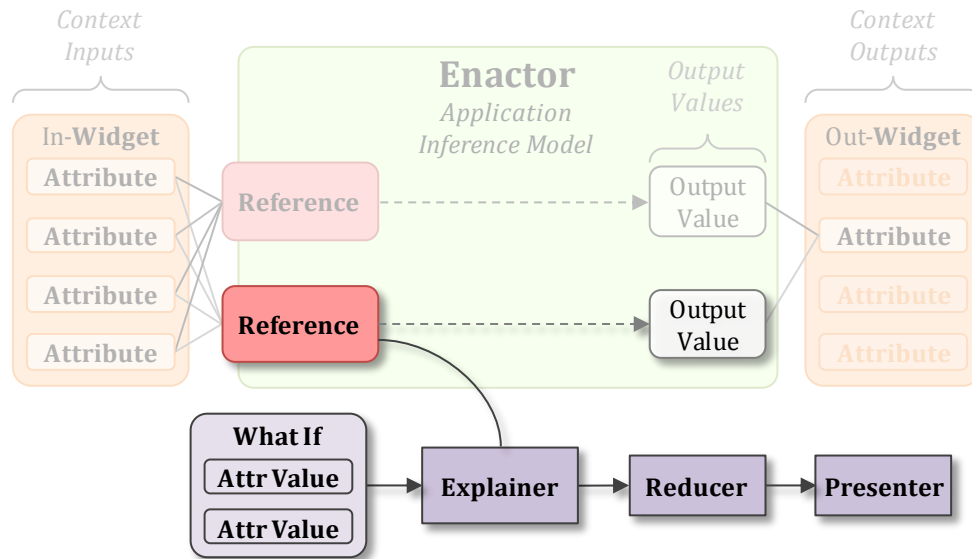 Context
Inputs
Enactor
Application
Inference Model
Output
Values
Context
Outputs
In-Widget
Attribute
Attribute
Attribute
Attribute
Reference
Reference
Output
Value
Output
Value
Out-Widget
Attribute
Attribute
Attribute
Attribute
What If
Attr Value
Attr Value
Explainer
Reducer
Presenter